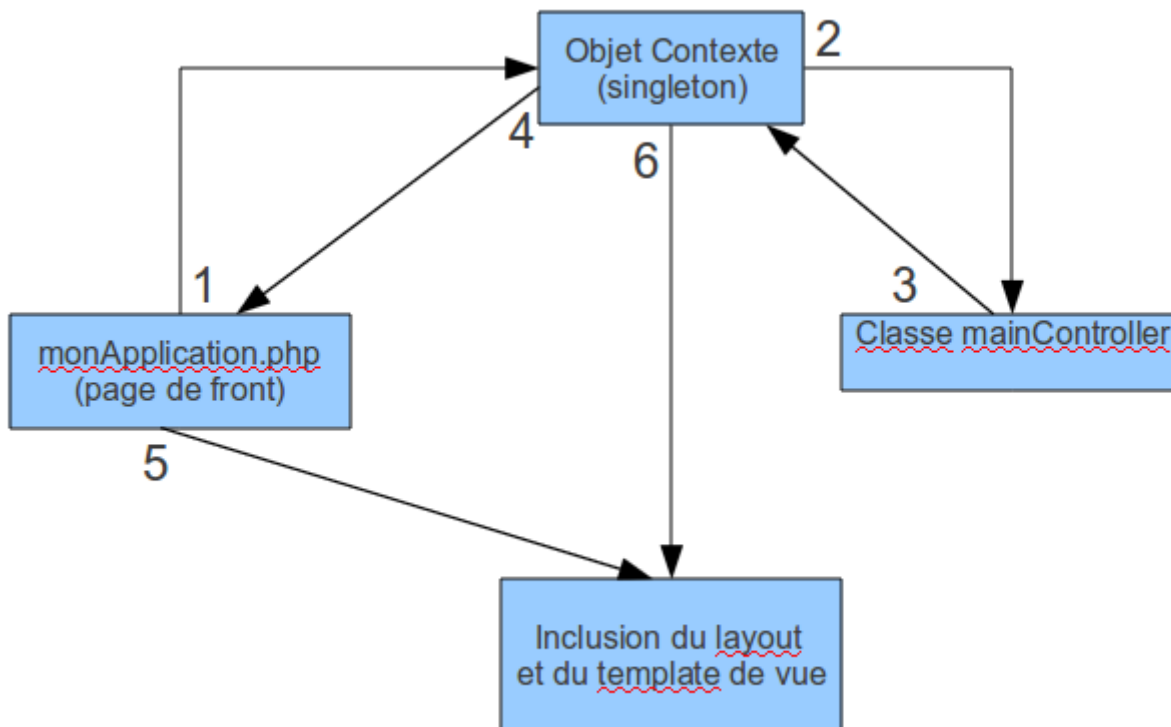 Objet Contexte
(singleton)
2
4
6
1
3
monApplication.php
(page de front)
Classe mainController
5
Inclusion du layout
et du template de vue